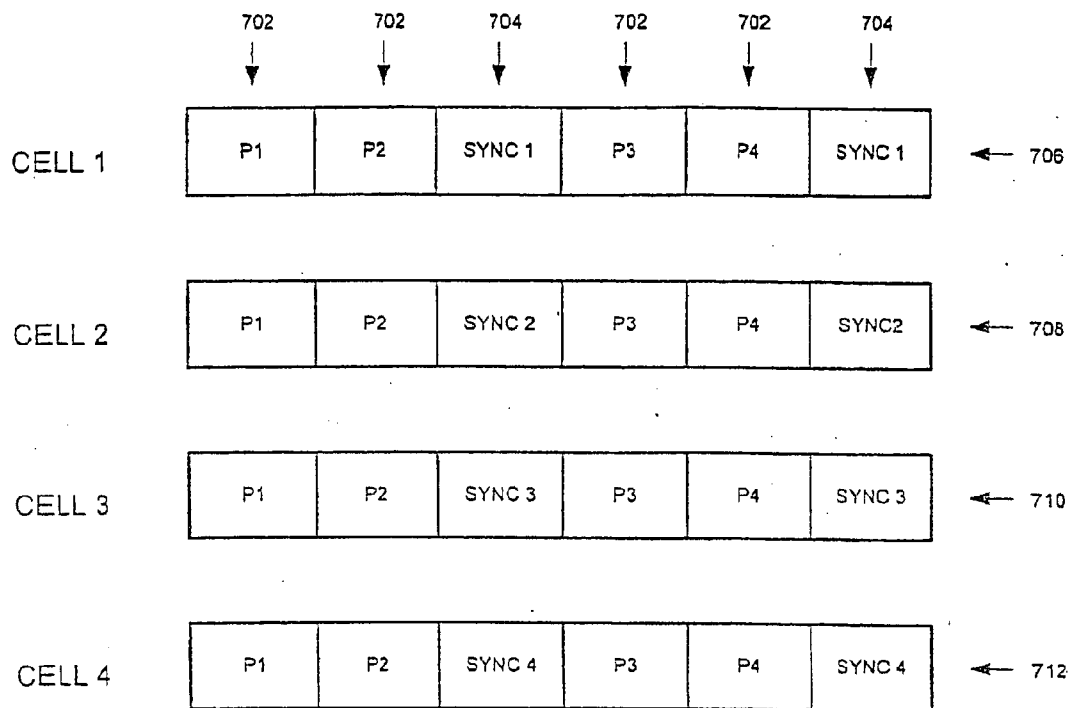 702 702 704 702 702 704
CELL 1 P1 P2 SYNC 1 P3 P4 SYNC 1 706
CELL 2 P1 P2 SYNC 2 P3 P4 SYNC2 708
CELL 3 P1 P2 SYNC 3 P3 P4 SYNC 3 710
CELL 4 P1 P2 SYNC 4 P3 P4 SYNC 4 712